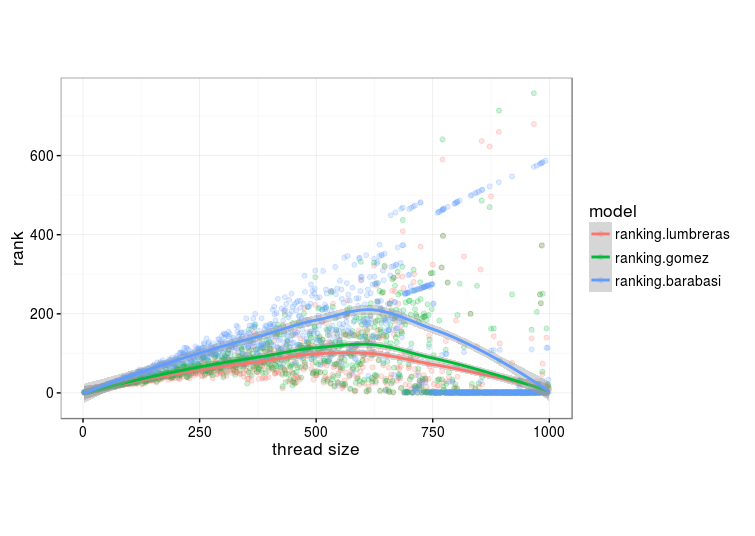 600
400
200
0
rank
0 250 500 750 1000
thread size
model
ranking.lumbreras
ranking.gomez
ranking.barabasi